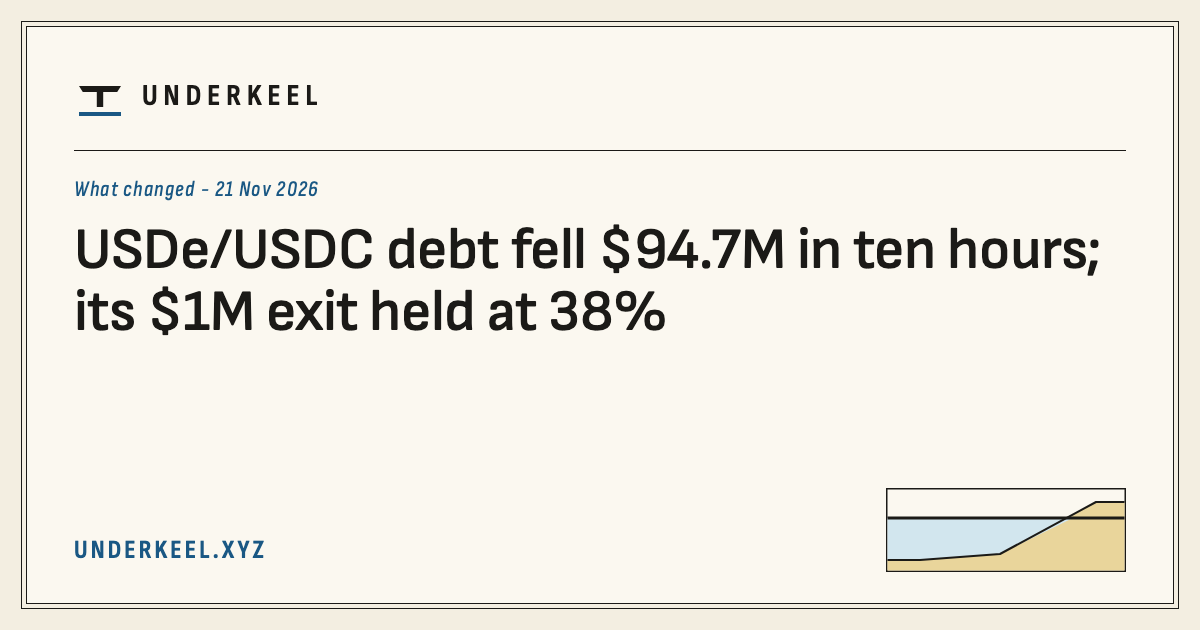 UNDERKEEL
What changed - 21 Nov 2026
USDe/USDC debt fell $94.7M in ten hours;
its $1M exit held at 38%
UNDERKEEL.XYZ